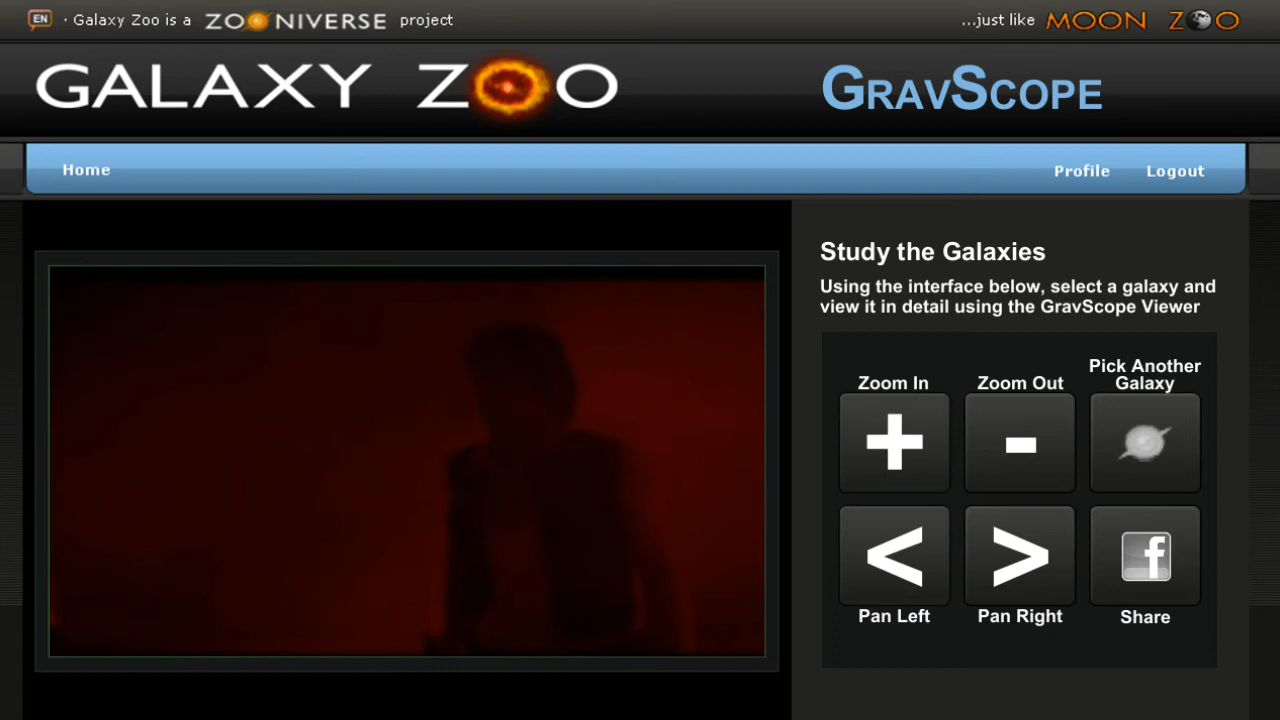 EN · Galaxy Zoo is a ZOONIVERSE project ...just like MOON ZOO
GALAXY ZOO GRAVSCOPE
Home Profile Logout
Study the Galaxies
Using the interface below, select a galaxy and
view it in detail using the GravScope Viewer
Zoom In Zoom Out Pick Another
Galaxy
+ -
< > f
Pan Left Pan Right Share